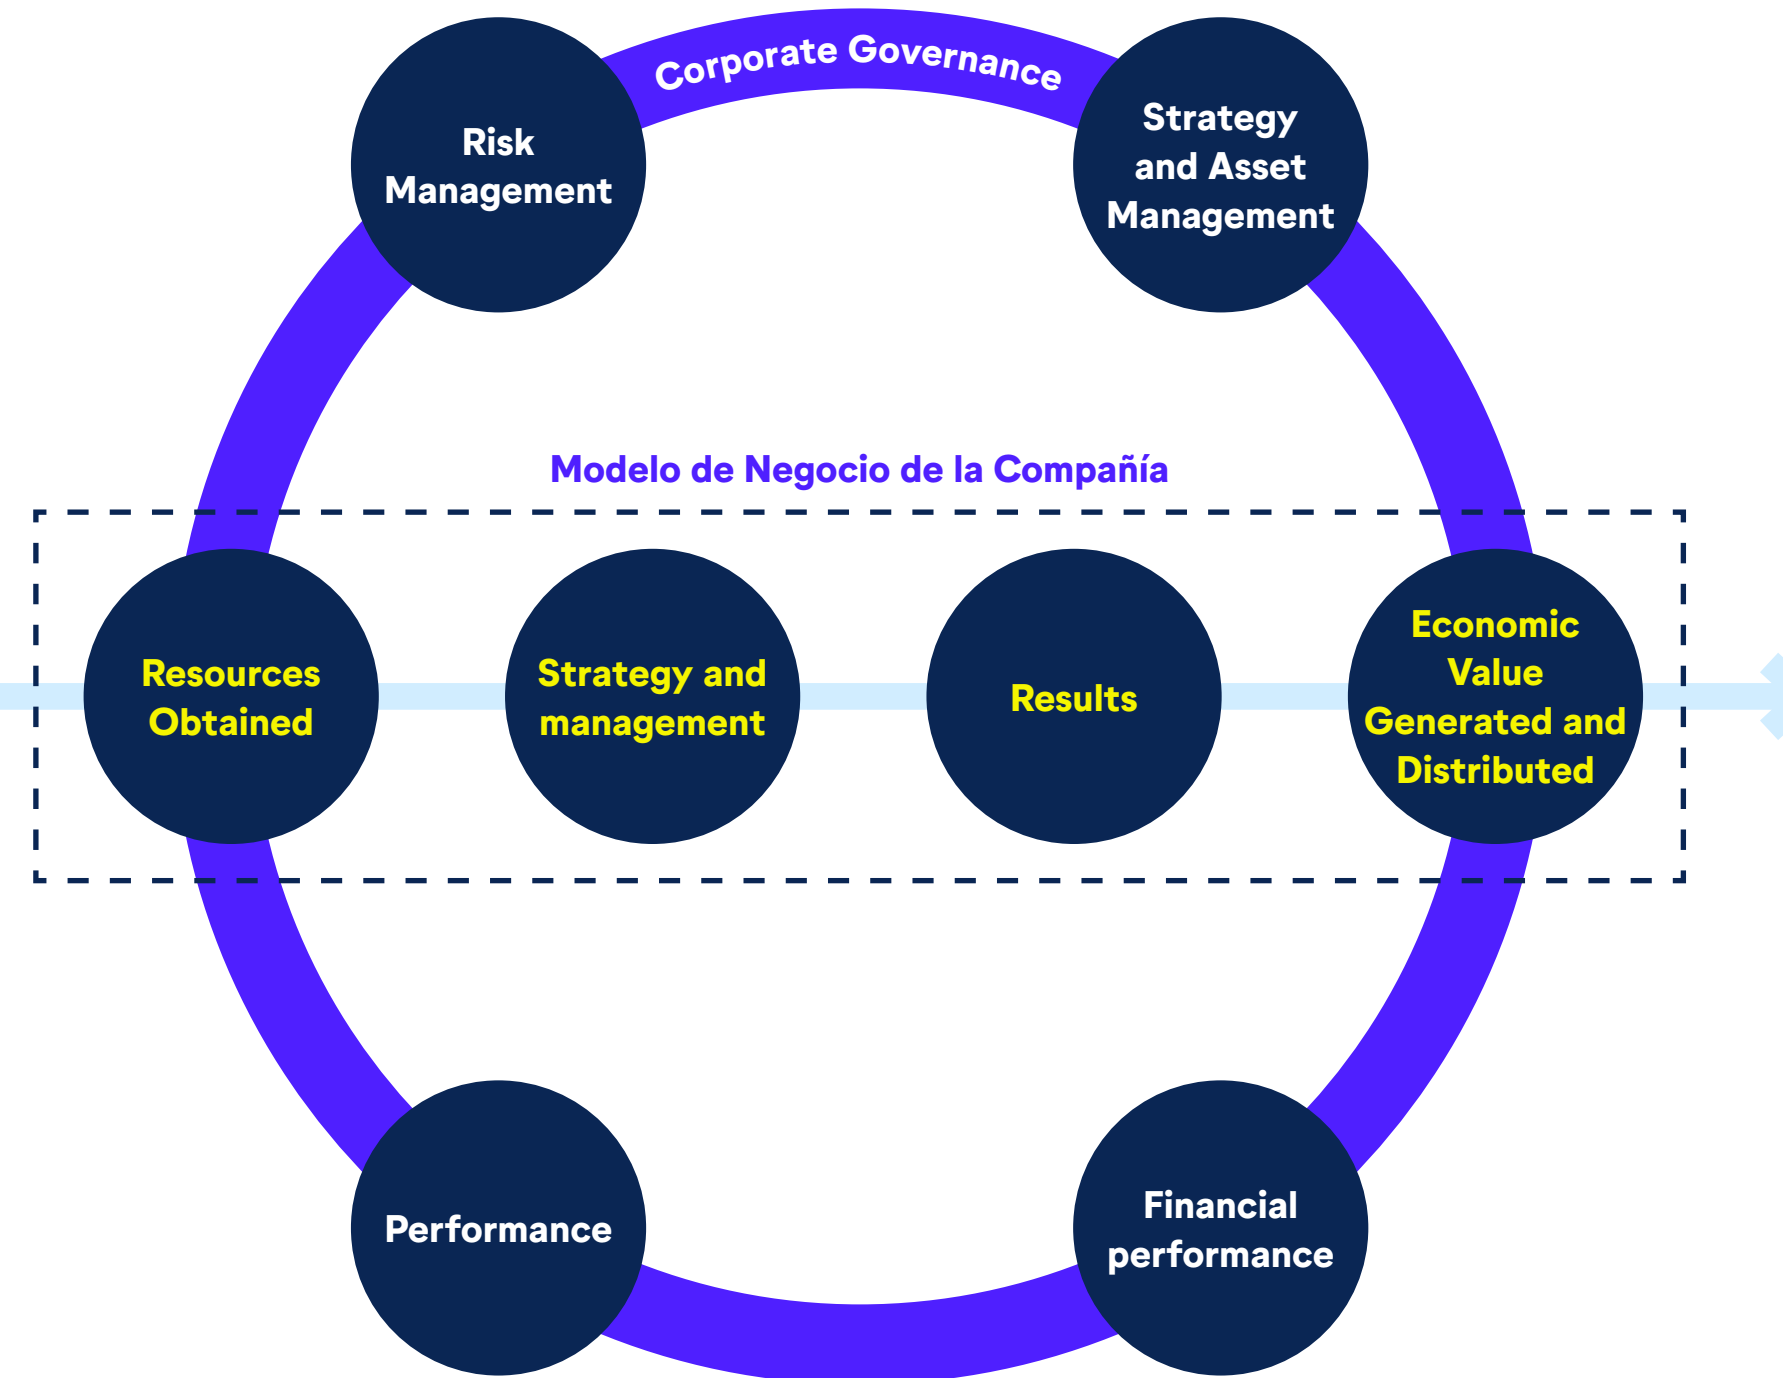 Corporate Governance
Risk
Management
Strategy
and Asset
Management
Modelo de Negocio de la Compañía
Resources
Obtained
Strategy and
management
Results
Economic
Value
Generated and
Distributed
Performance
Financial
performance